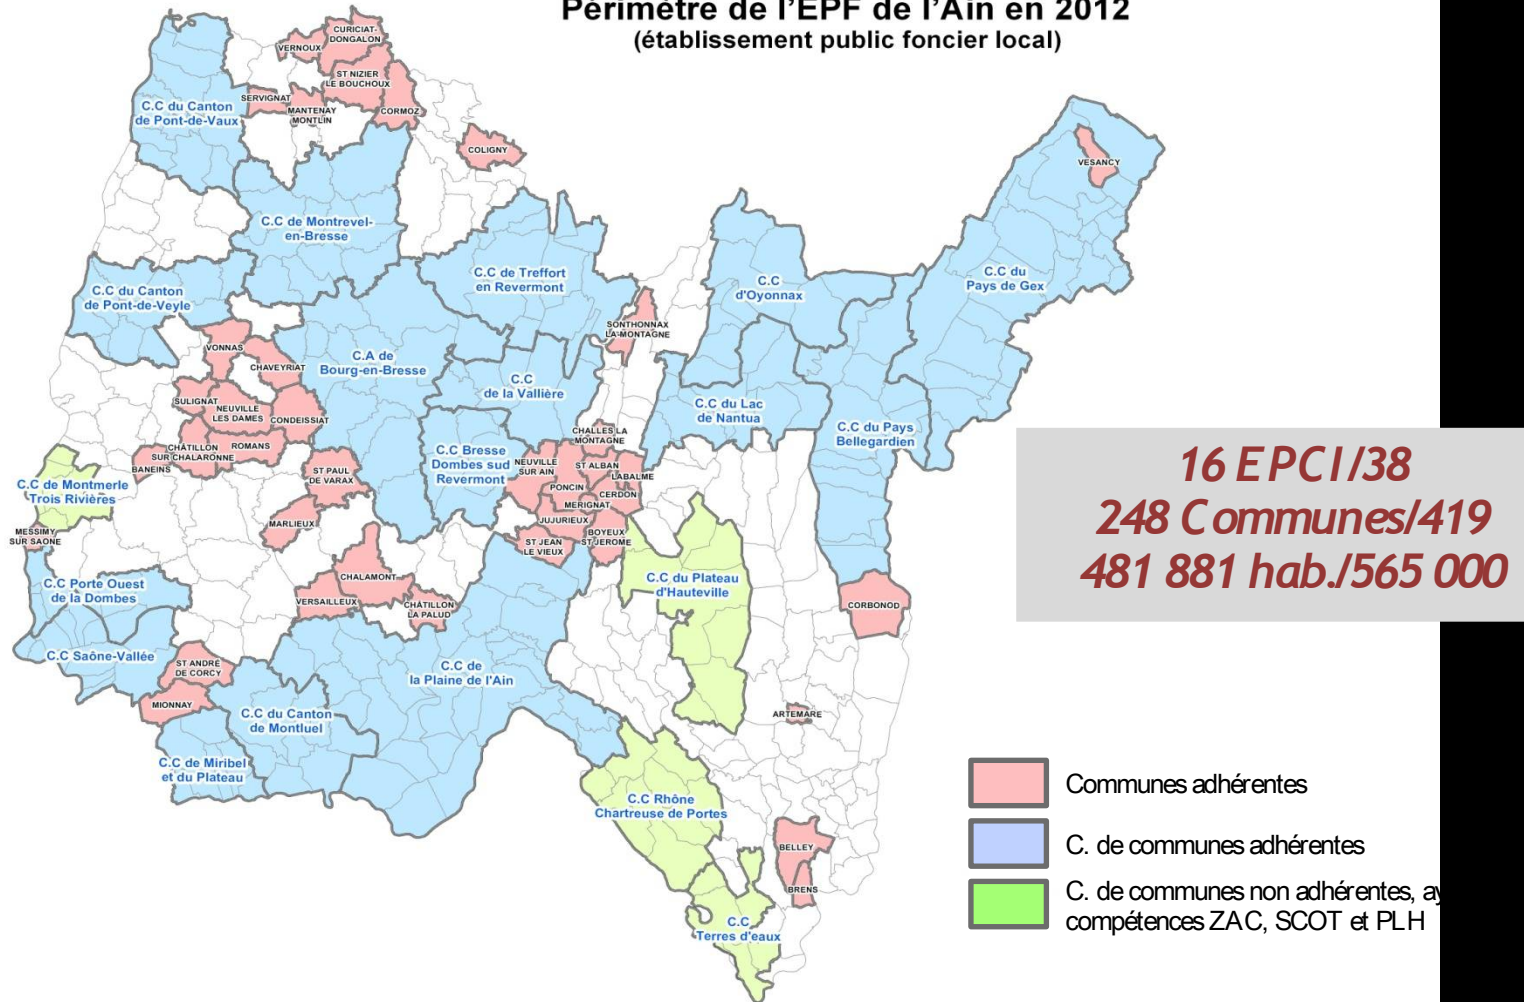 Périmètre de l'EPF de l'Ain en 2012
(établissement public foncier local)
CURICIAT-
DONGALON
VERNOUX
ST NIZIER
LE BOUCHOUX
SERVIGNAT
MANTENAY
MONTLIN
CORMOZ
C.C du Canton
de Pont-de-Vaux
COLIGNY
VESANCY
C.C de Montrevel-
en-Bresse
C.C de Treffort
en Revermont
C.C
d'Oyonnax
C.C du
Pays de Gex
C.C du Canton
de Pont-de-Veyle
SONTHONNAX
LA MONTAGNE
VONNAS
CHAVEYRIAT
C.A de
Bourg-en-Bresse
C.C
de la Vallière
SULIGNAT
NEUVILLE
LES DAMES
CONDEISSIAT
C.C du Lac
de Nantua
C.C du Pays
Bellegardien
CHÂTILLON
SUR CHALARONNE
ROMANS
BANEINS
ST PAUL
DE VARAX
C.C Bresse
Dombes sud
Revermont
CHALLES LA
MONTAGNE
NEUVILLE
SUR AIN
ST ALBAN
LABALME
PONCIN
CERDON
MERIGNAT
JUJURIEUX
BOYEUX
ST JEROME
ST JEAN
LE VIEUX
C.C de Montmerle
Trois Rivières
MESSIMY
SUR SAONE
MARLIEUX
16 EPCI/38
248 Communes/419
481 881 hab./565 000
C.C Porte Ouest
de la Dombes
CHALAMONT
VERSAILLEUX
CHÂTILLON
LA PALUD
C.C du Plateau
d'Hauteville
CORBONOD
C.C Saône-Vallée
ST ANDRÉ
DE CORCY
MIONNAY
C.C de
la Plaine de l'Ain
C.C du Canton
de Montluel
ARTEMARE
C.C de Miribel
et du Plateau
C.C Rhône
Chartreuse de Portes
BELLEY
BRENS
C.C
Terres d'eaux
Communes adhérentes
C. de communes adhérentes
C. de communes non adhérentes, ay
compétences ZAC, SCOT et PLH